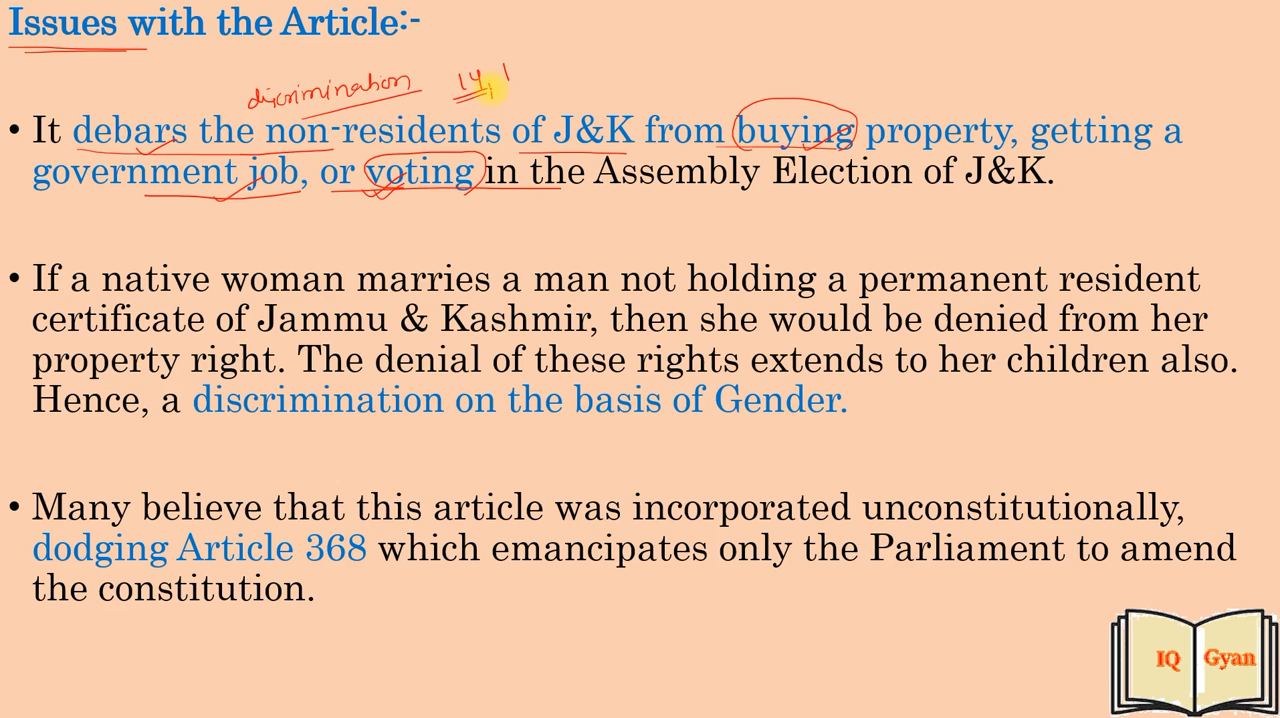 Issues with the Article:-
discrimination 14, 1
• It debars the non-residents of J&K from buying property, getting a
government job, or voting in the Assembly Election of J&K.
• If a native woman marries a man not holding a permanent resident
certificate of Jammu & Kashmir, then she would be denied from her
property right. The denial of these rights extends to her children also.
Hence, a discrimination on the basis of Gender.
• Many believe that this article was incorporated unconstitutionally,
dodging Article 368 which emancipates only the Parliament to amend
the constitution.
IQ Gyan